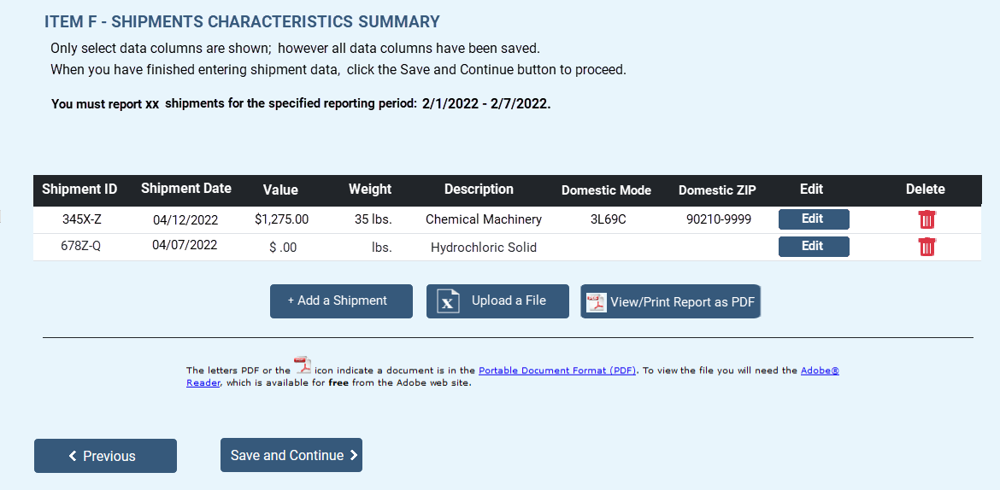 ITEM F - SHIPMENTS CHARACTERISTICS SUMMARY
Only select data columns are shown; however all data columns have been saved.
When you have finished entering shipment data, click the Save and Continue button to proceed.
You must report xx shipments for the specified reporting period: 2/1/2022 - 2/7/2022.
Shipment ID Shipment Date Value Weight Description Domestic Mode Domestic ZIP Edit Delete
345X-Z 04/12/2022 $1,275.00 35 lbs. Chemical Machinery 3L69C 90210-9999 Edit
678Z-Q 04/07/2022 $ .00 lbs. Hydrochloric Solid Edit
+ Add a Shipment X Upload a File PDF View/Print Report as PDF
The letters PDF or the icon indicate a document is in the Portable Document Format (PDF). To view the file you will need the Adobe®
Reader, which is available for free from the Adobe web site.
Previous Save and Continue